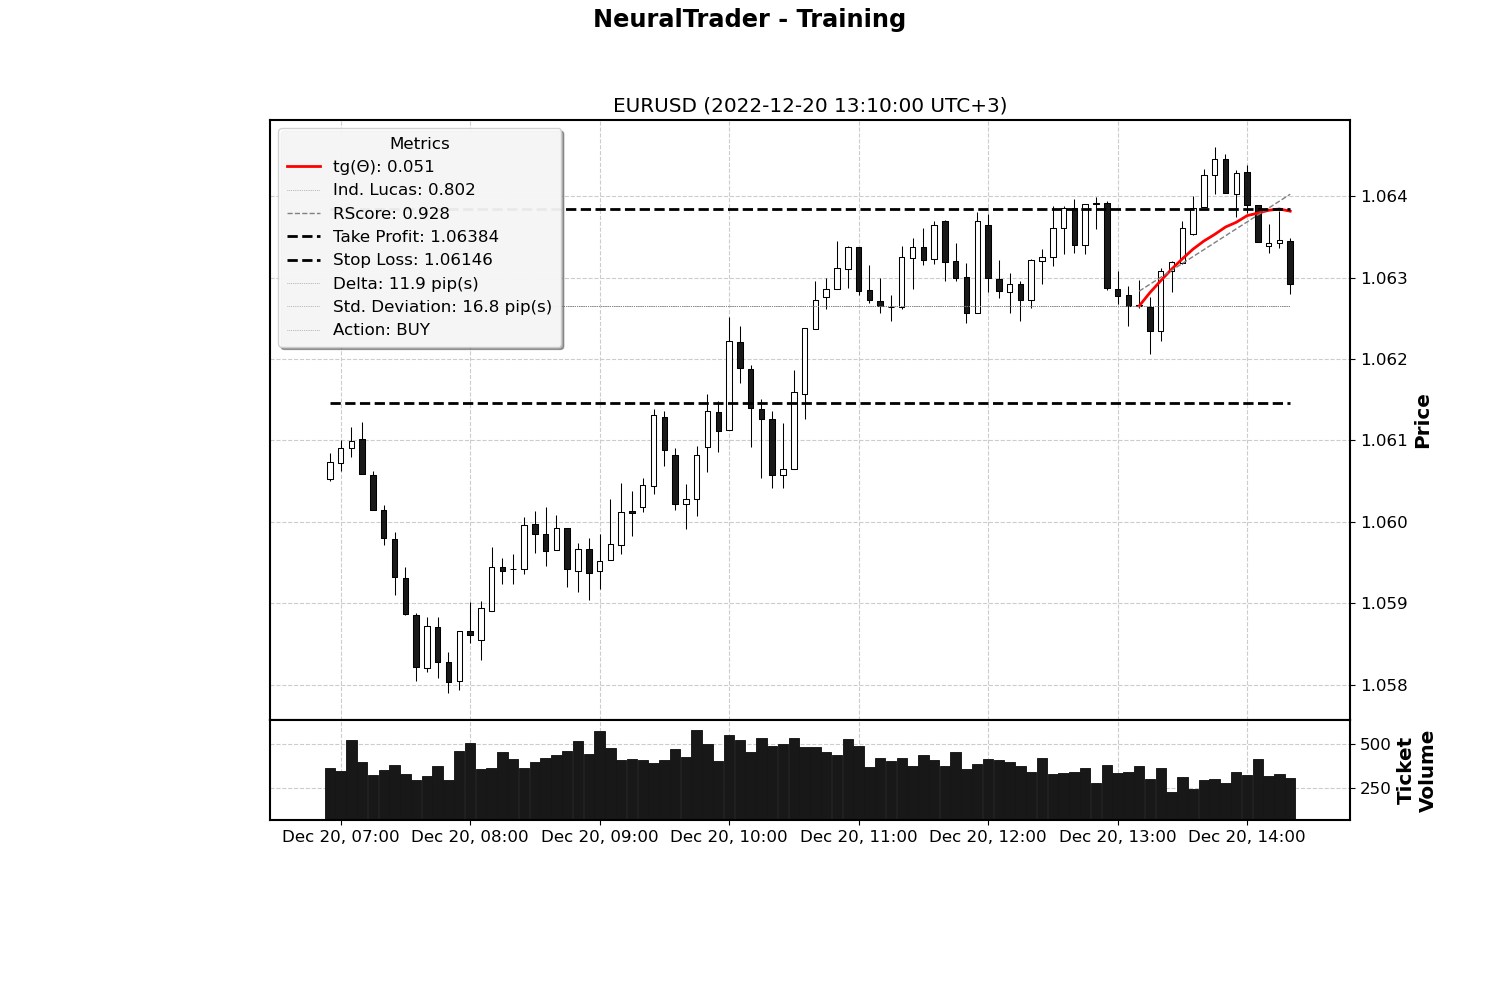 NeuralTrader - Training
EURUSD (2022-12-20 13:10:00 UTC+3)
Metrics
tg(Θ): 0.051
Ind. Lucas: 0.802
RScore: 0.928
Take Profit: 1.06384
Stop Loss: 1.06146
Delta: 11.9 pip(s)
Std. Deviation: 16.8 pip(s)
Action: BUY
1.064
1.063
1.062
1.061
1.060
1.059
1.058
Price
500
250
Ticket
Volume
Dec 20, 07:00 Dec 20, 08:00 Dec 20, 09:00 Dec 20, 10:00 Dec 20, 11:00 Dec 20, 12:00 Dec 20, 13:00 Dec 20, 14:00